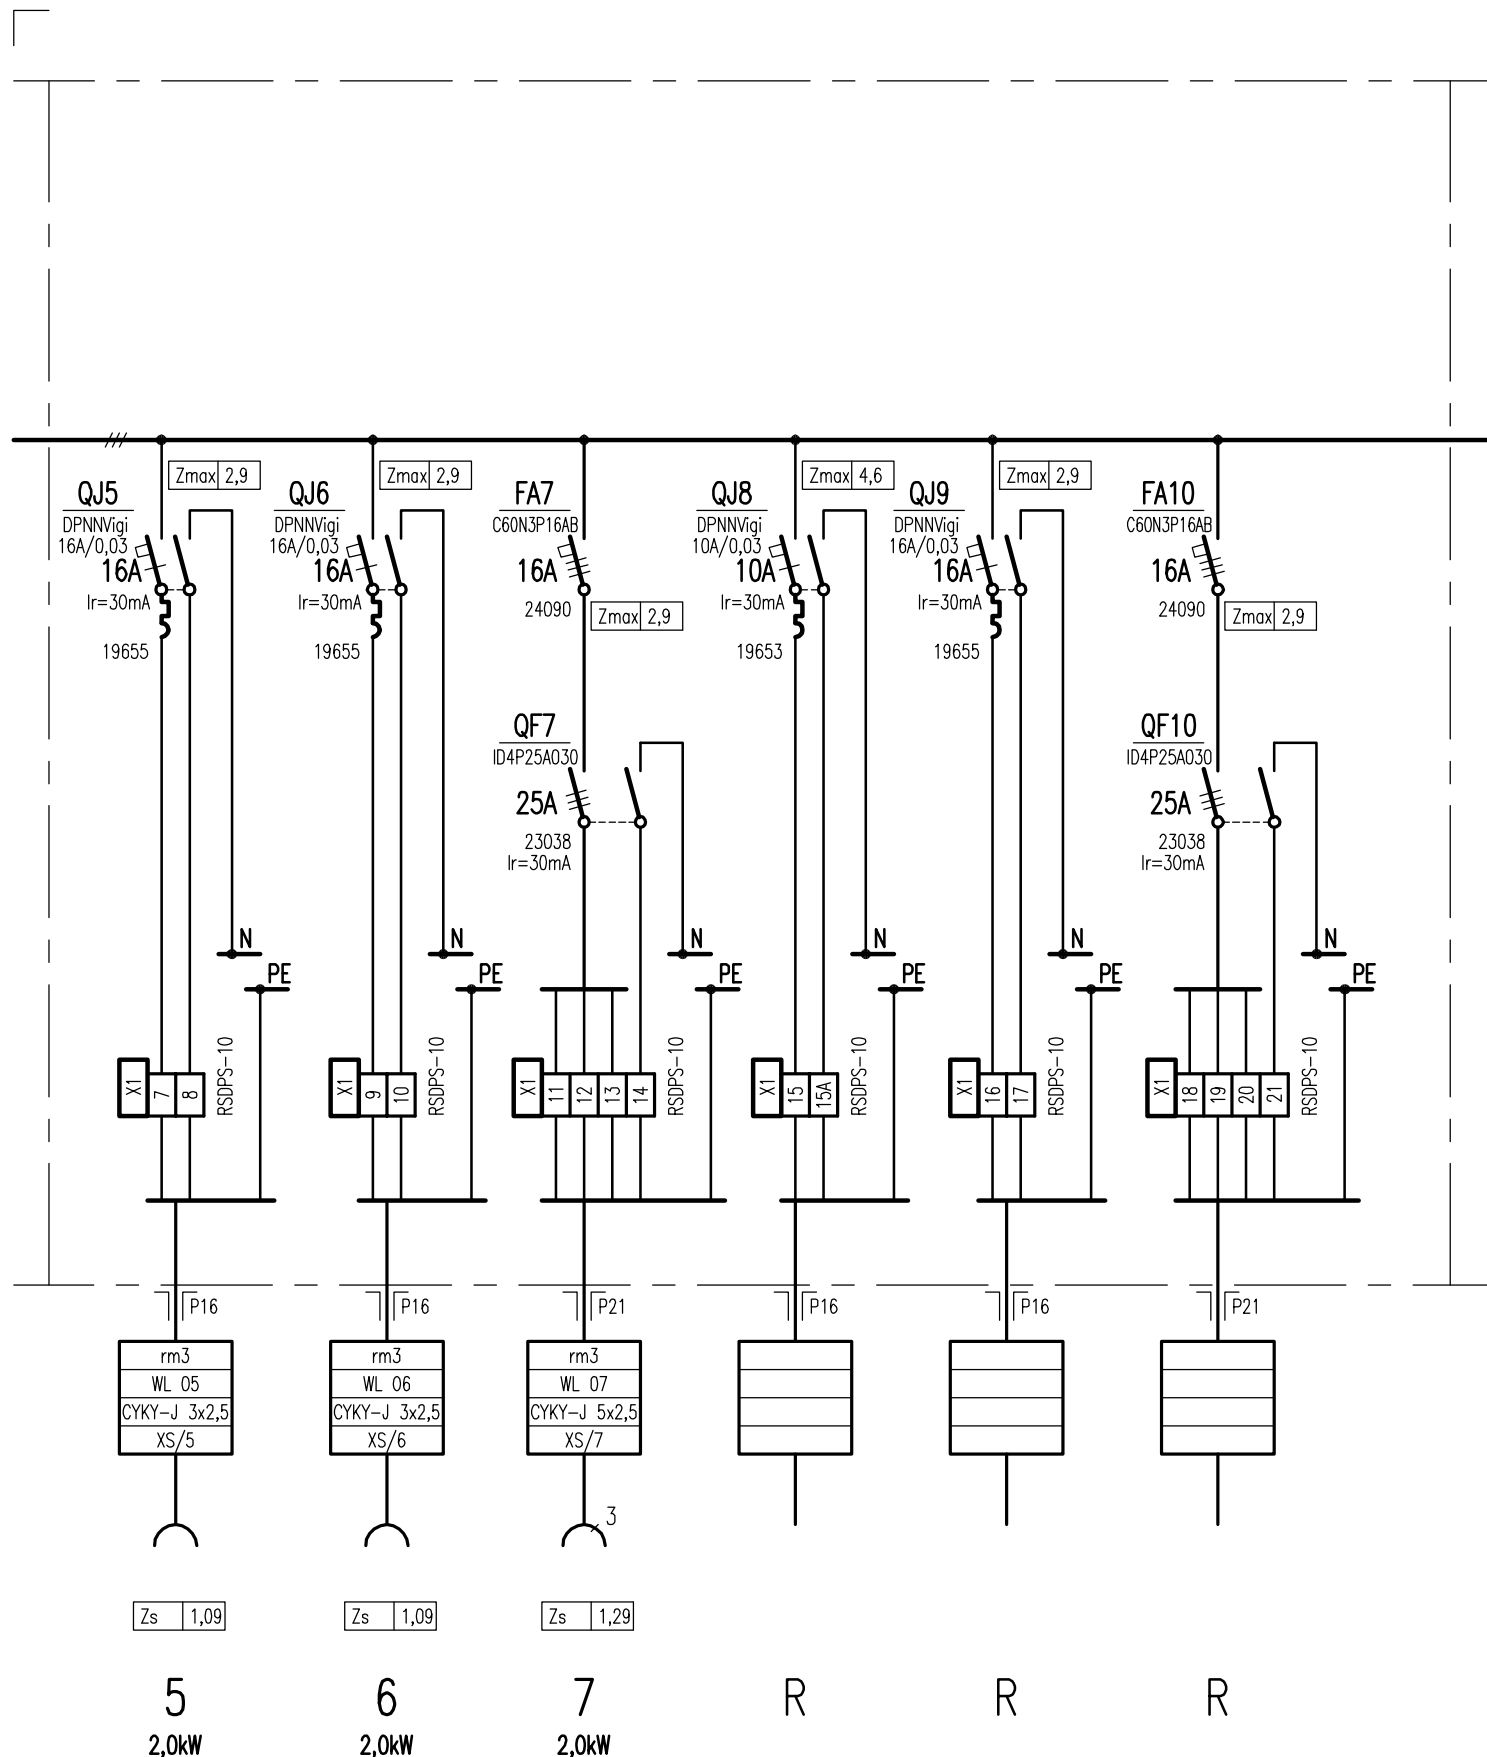 Zmax 2,9
QJ5
DPNNVigi
16A/0,03
16A
Ir=30mA
19655
N
PE
X1 7 8
RSDPS-10
P16
rm3
WL 05
CYKY-J 3x2,5
XS/5
Zs 1,09
5
2,0kW
Zmax 2,9
QJ6
DPNNVigi
16A/0,03
16A
Ir=30mA
19655
N
PE
X1 9 10
RSDPS-10
P16
rm3
WL 06
CYKY-J 3x2,5
XS/6
Zs 1,09
6
2,0kW
FA7
C60N3P16AB
16A
24090
Zmax 2,9
QF7
ID4P25A030
25A
23038
Ir=30mA
N
PE
X1 11 12 13 14
RSDPS-10
P21
rm3
WL 07
CYKY-J 5x2,5
XS/7
3
Zs 1,29
7
2,0kW
Zmax 4,6
QJ8
DPNNVigi
10A/0,03
10A
Ir=30mA
19653
N
PE
X1 15 15A
RSDPS-10
P16
R
Zmax 2,9
QJ9
DPNNVigi
16A/0,03
16A
Ir=30mA
19655
N
PE
X1 16 17
RSDPS-10
P16
R
FA10
C60N3P16AB
16A
24090
Zmax 2,9
QF10
ID4P25A030
25A
23038
Ir=30mA
N
PE
X1 18 19 20 21
RSDPS-10
P21
R